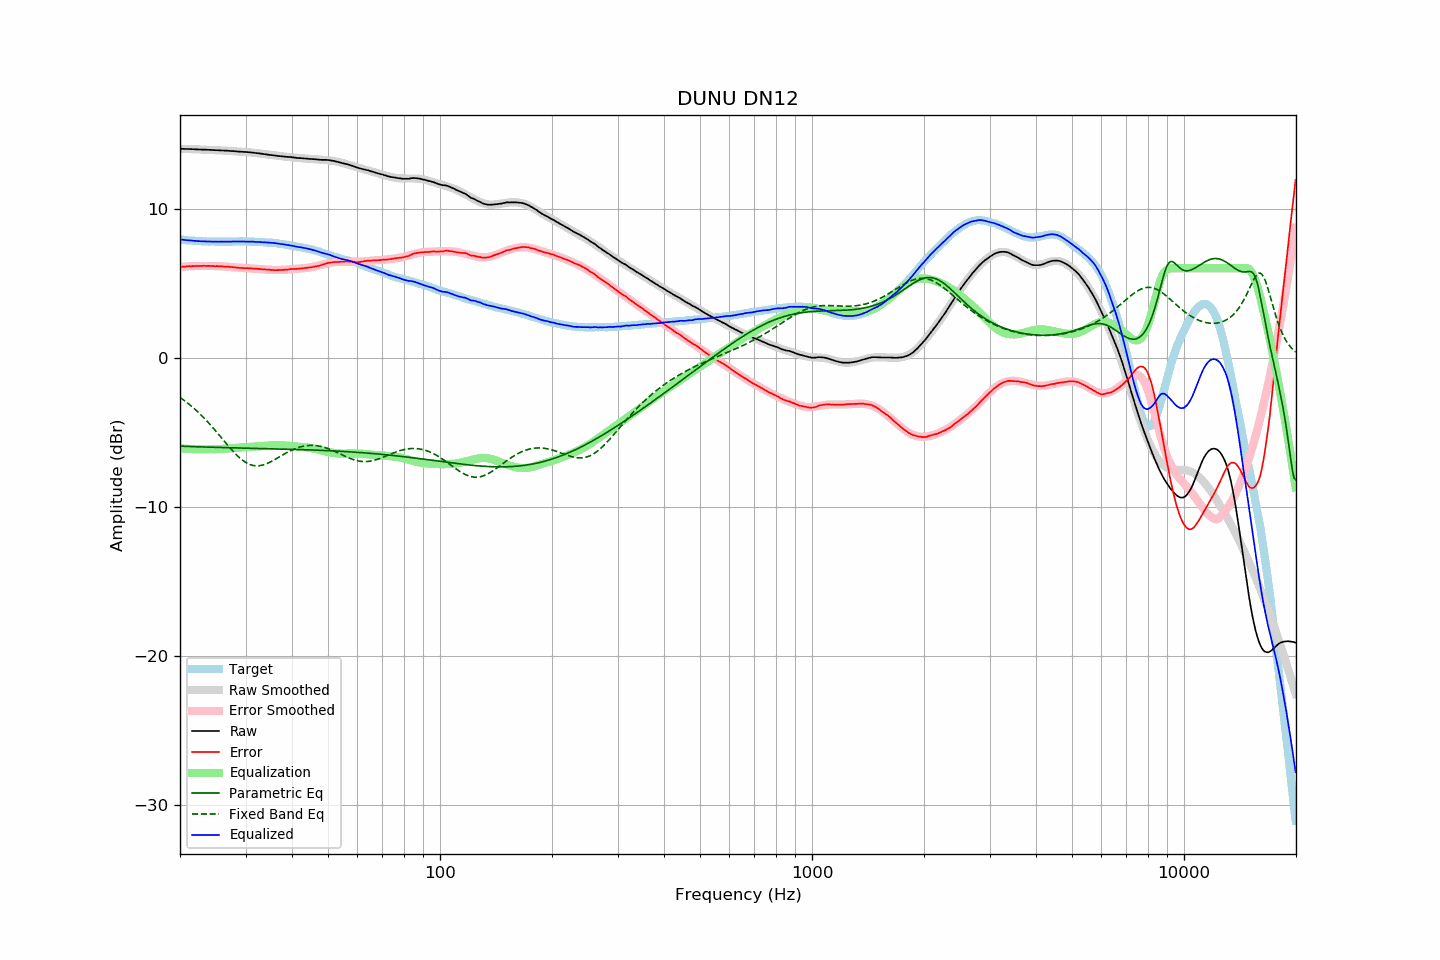 DUNU DN12
Amplitude (dBr)
10
0
−10
−20
−30
Target
Raw Smoothed
Error Smoothed
Raw
Error
Equalization
Parametric Eq
Fixed Band Eq
Equalized
100
1000
10000
Frequency (Hz)